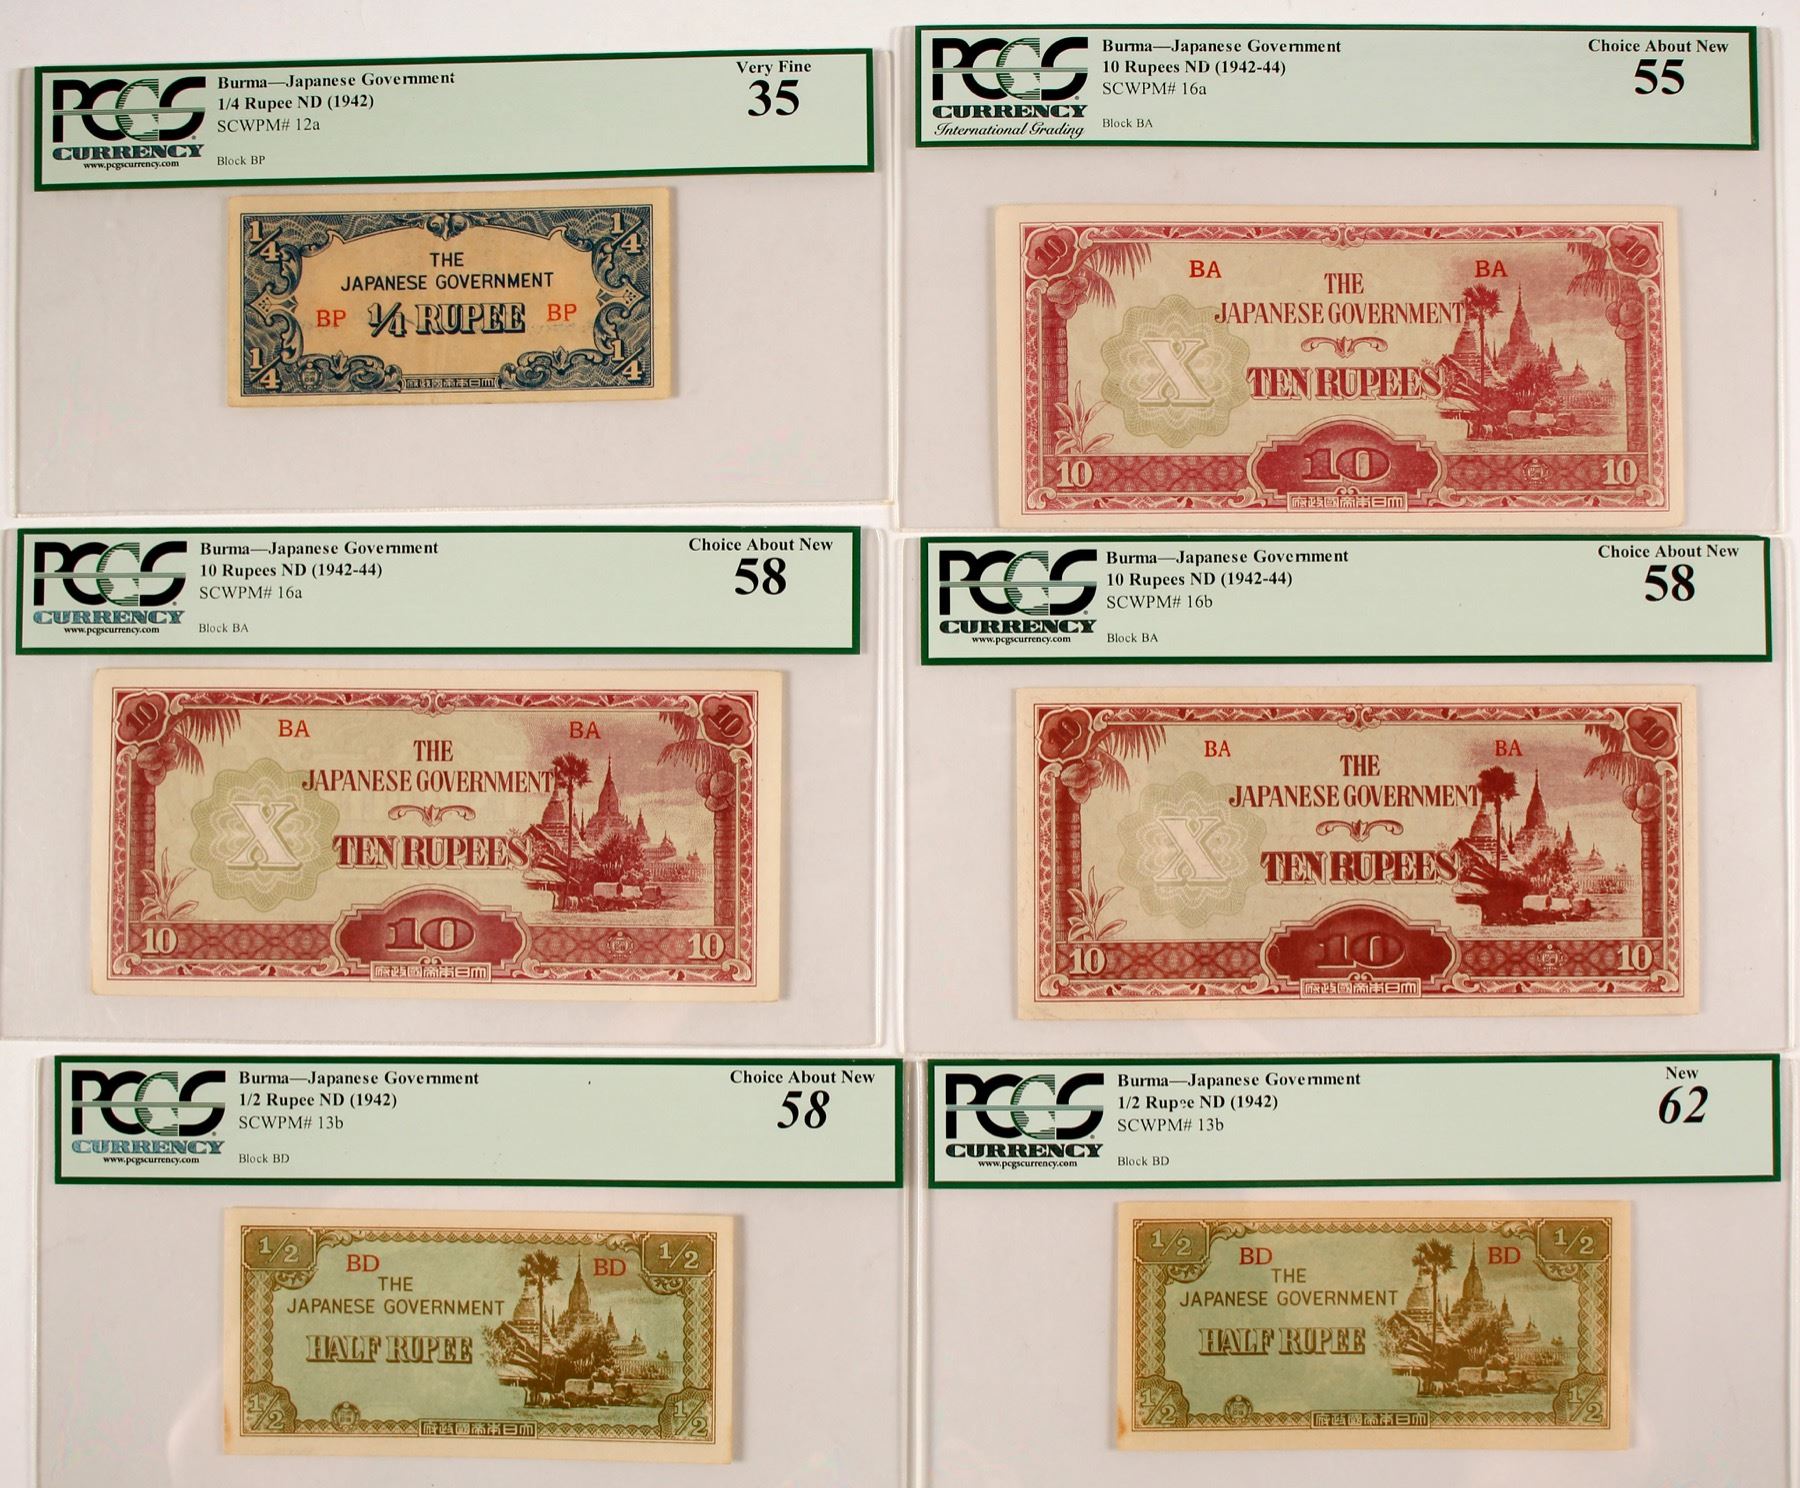 PCGS
CURRENCY
www.pcgscurrency.com
Burma—Japanese Government
1/4 Rupee ND (1942)
SCWPM# 12a
Block BP
Very Fine
35
1/4 1/4
THE
JAPANESE GOVERNMENT
BP 1/4 RUPEE BP
1/4 1/4
府政國帝本日大
PCGS
CURRENCY
International Grading
Burma—Japanese Government
10 Rupees ND (1942-44)
SCWPM# 16a
Block BA
Choice About New
55
10 10
BA BA
THE
JAPANESE GOVERNMENT
X
TEN RUPEES
10 10 10
府政國帝本日大
PCGS
CURRENCY
www.pcgscurrency.com
Burma—Japanese Government
10 Rupees ND (1942-44)
SCWPM# 16a
Block BA
Choice About New
58
10 10
BA BA
THE
JAPANESE GOVERNMENT
X
TEN RUPEES
10 10 10
府政國帝本日大
PCGS
CURRENCY
www.pcgscurrency.com
Burma—Japanese Government
10 Rupees ND (1942-44)
SCWPM# 16b
Block BA
Choice About New
58
10 10
BA BA
THE
JAPANESE GOVERNMENT
X
TEN RUPEES
10 10 10
府政國帝本日大
PCGS
CURRENCY
www.pcgscurrency.com
Burma—Japanese Government
1/2 Rupee ND (1942)
SCWPM# 13b
Block BD
Choice About New
58
1/2 1/2
BD BD
THE
JAPANESE GOVERNMENT
HALF RUPEE
1/2 1/2
府政國帝本日大
PCGS
CURRENCY
www.pcgscurrency.com
Burma—Japanese Government
1/2 Rupee ND (1942)
SCWPM# 13b
Block BD
New
62
1/2 1/2
BD BD
THE
JAPANESE GOVERNMENT
HALF RUPEE
1/2 1/2
府政國帝本日大